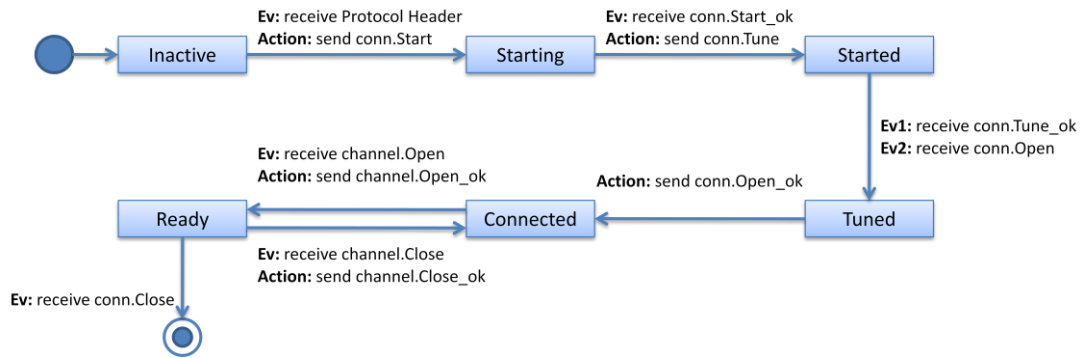 Ev: receive Protocol Header
Action: send conn.Start
Ev: receive conn.Start_ok
Action: send conn.Tune
Inactive
Starting
Started
Ev1: receive conn.Tune_ok
Ev2: receive conn.Open
Ev: receive channel.Open
Action: send channel.Open_ok
Action: send conn.Open_ok
Ready
Connected
Tuned
Ev: receive channel.Close
Action: send channel.Close_ok
Ev: receive conn.Close